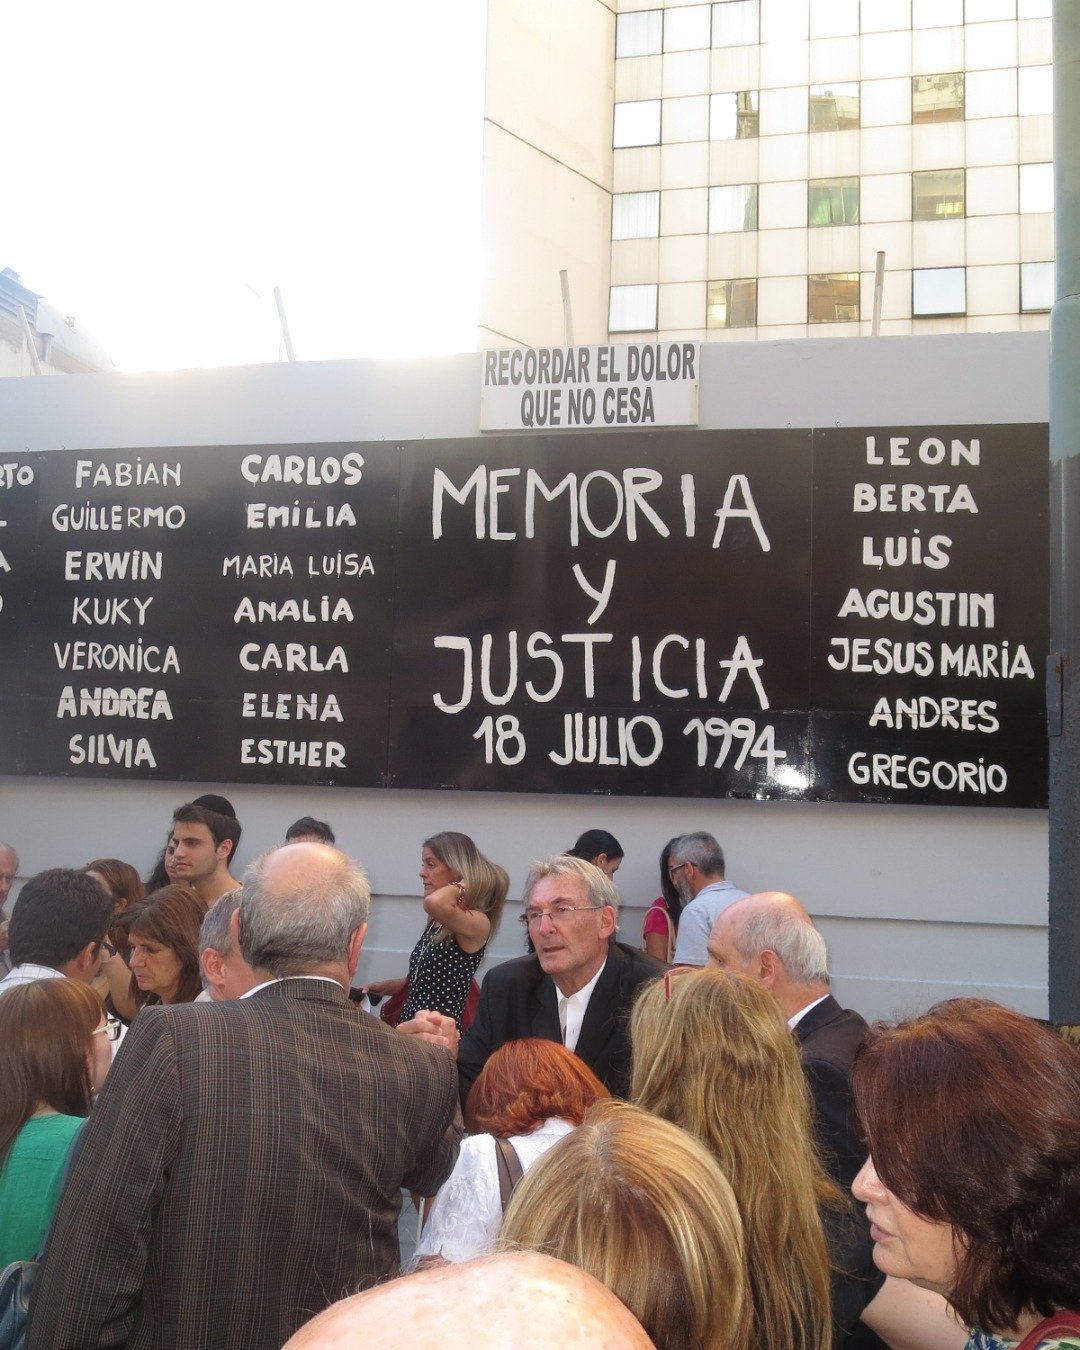 RECORDAR EL DOLOR
QUE NO CESA
FABIAN
GUILLERMO
ERWIN
KUKY
VERONICA
ANDREA
SILVIA
CARLOS
EMILIA
MARIA LUISA
ANALIA
CARLA
ELENA
ESTHER
MEMORIA
Y
JUSTICIA
18 JULIO 1994
LEON
BERTA
LUIS
AGUSTIN
JESUS MARIA
ANDRES
GREGORIO